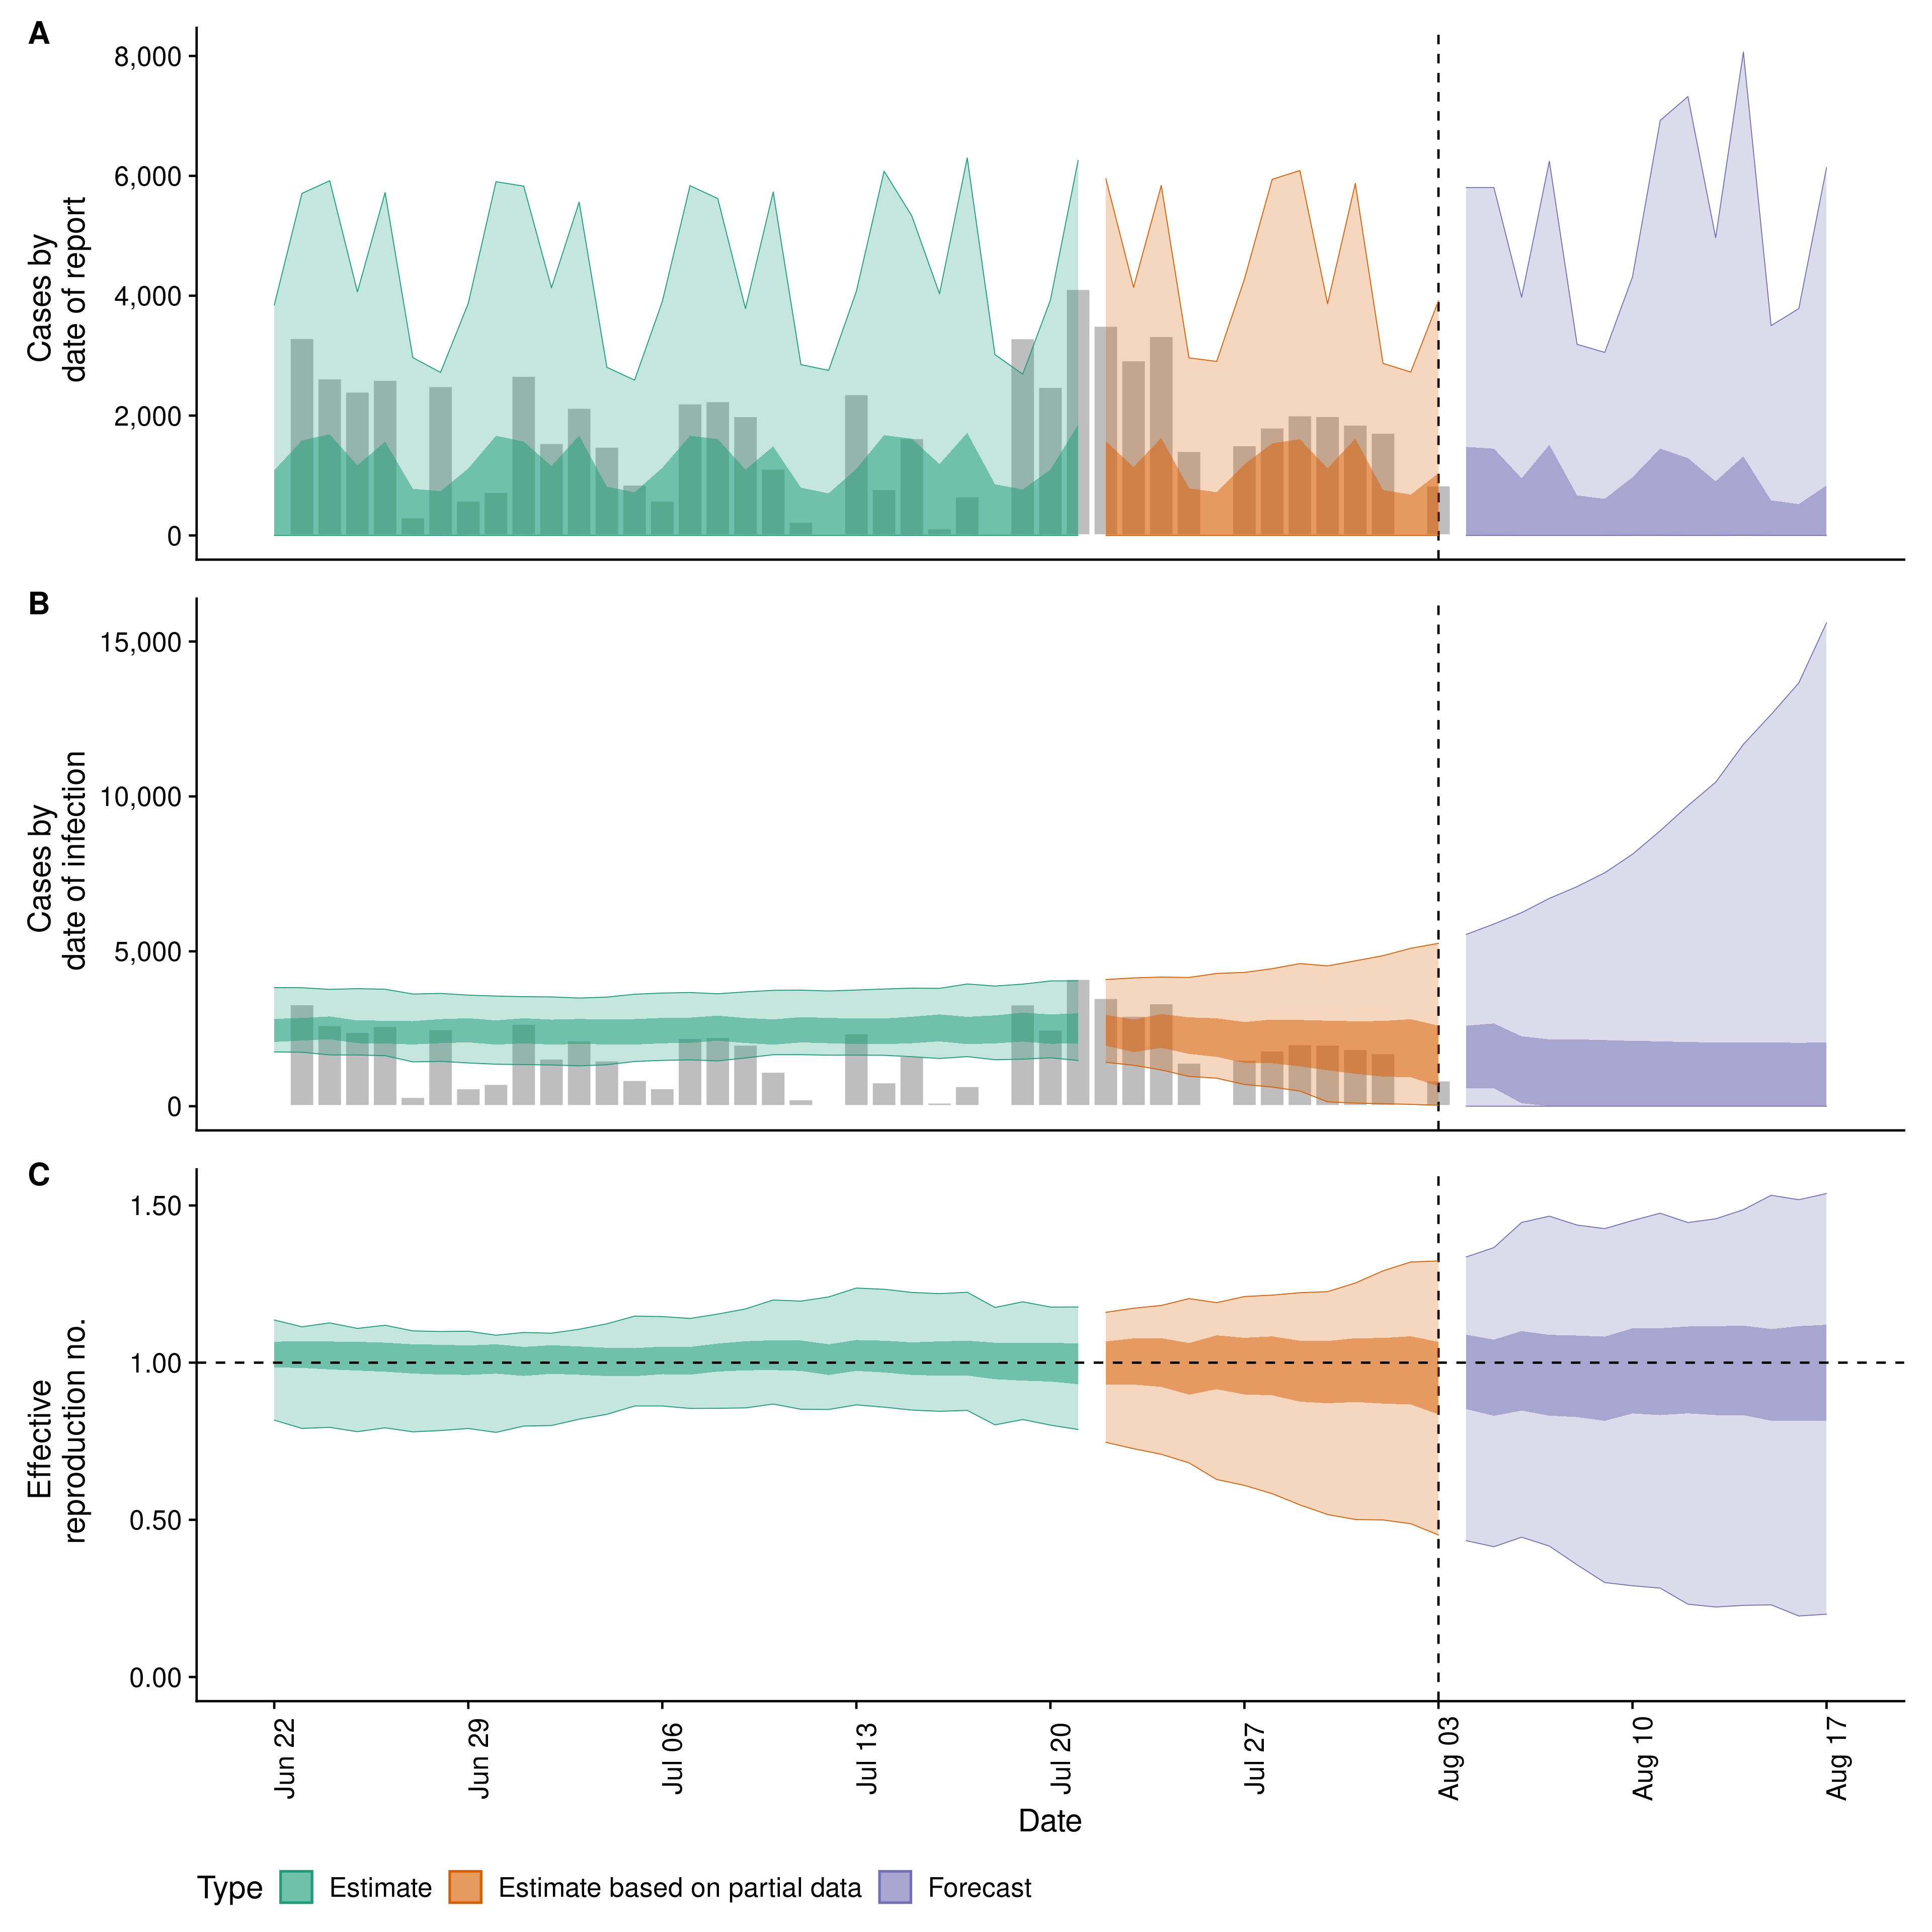 A
8,000
6,000
4,000
2,000
0
Cases by
date of report
B
15,000
10,000
5,000
0
Cases by
date of infection
C
1.50
1.00
0.50
0.00
Effective
reproduction no.
Jun 22
Jun 29
Jul 06
Jul 13
Jul 20
Jul 27
Aug 03
Aug 10
Aug 17
Date
Type
Estimate
Estimate based on partial data
Forecast